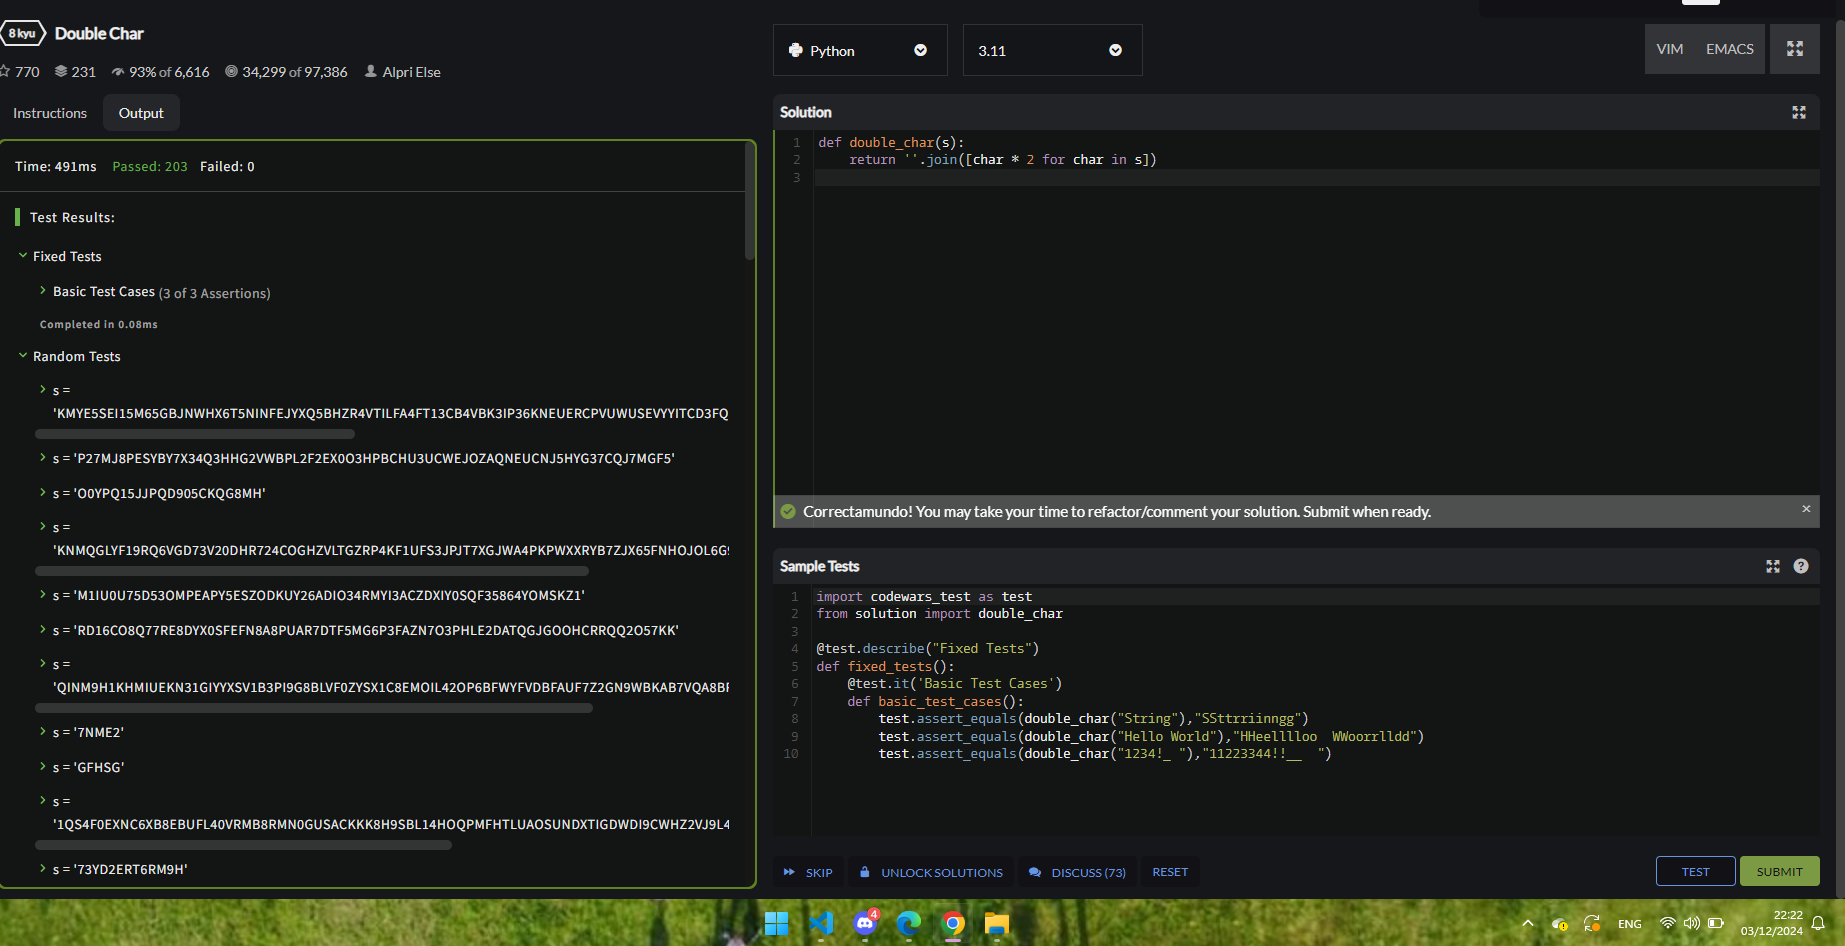 8 kyu Double Char
770 231 93% of 6,616 34,299 of 97,386 Alpri Else
Instructions Output
Time: 491ms Passed: 203 Failed: 0
Test Results:
Fixed Tests
Basic Test Cases (3 of 3 Assertions)
Completed in 0.08ms
Random Tests
s =
'KMYE5SEI15M65GBJNWHX6T5NINFEJYXQ5BHZR4VTILFA4FT13CB4VBK3IP36KNEUERCPVUWUSEVYYITCD3FQ
s = 'P27MJ8PESYBY7X34Q3HHG2VWBPL2F2EX0O3HPBCHU3UCWEJOZAQNEUCNJ5HYG37CQJ7MGF5'
s = 'O0YPQ15JJPQD905CKQG8MH'
s =
'KNMQGLYF19RQ6VGD73V20DHR724COGHZVLTGZRP4KF1UFS3JPJT7XGJWA4PKPWXXRYB7ZJX65FNHOJOL6G9
s = 'M1IU0U75D53OMPEAPY5ESZODKUY26ADIO34RMYI3ACZDXIY0SQF35864YOMSKZ1'
s = 'RD16CO8Q77RE8DYX0SFEFN8A8PUAR7DTF5MG6P3FAZN7O3PHLE2DATQGJGOOHCRRQQ2O57KK'
s =
'QINM9H1KHMIUEKN31GIYYXSV1B3PI9G8BLVF0ZYSX1C8EMOIL42OP6BFWYFVDBFAUF7Z2GN9WBKAB7VQA8BF
s = '7NME2'
s = 'GFHSG'
s =
'1QS4F0EXNC6XB8EBUFL40VRMB8RMN0GUSACKKK8H9SBL14HOQPMFHTLUAOSUNDXTIGDWDI9CWHZ2VJ9L4
s = '73YD2ERT6RM9H'
Python 3.11 VIM EMACS
Solution
1 def double_char(s):
2     return ''.join([char * 2 for char in s])
3
Correctamundo! You may take your time to refactor/comment your solution. Submit when ready. ×
Sample Tests ?
1 import codewars_test as test
2 from solution import double_char
3
4 @test.describe("Fixed Tests")
5 def fixed_tests():
6     @test.it('Basic Test Cases')
7     def basic_test_cases():
8         test.assert_equals(double_char("String"),"SSttrriinngg")
9         test.assert_equals(double_char("Hello World"),"HHeelllloo  WWoorrlldd")
10         test.assert_equals(double_char("1234!_ "),"11223344!!__  ")
SKIP UNLOCK SOLUTIONS DISCUSS (73) RESET TEST SUBMIT
4 ENG 22:22
03/12/2024